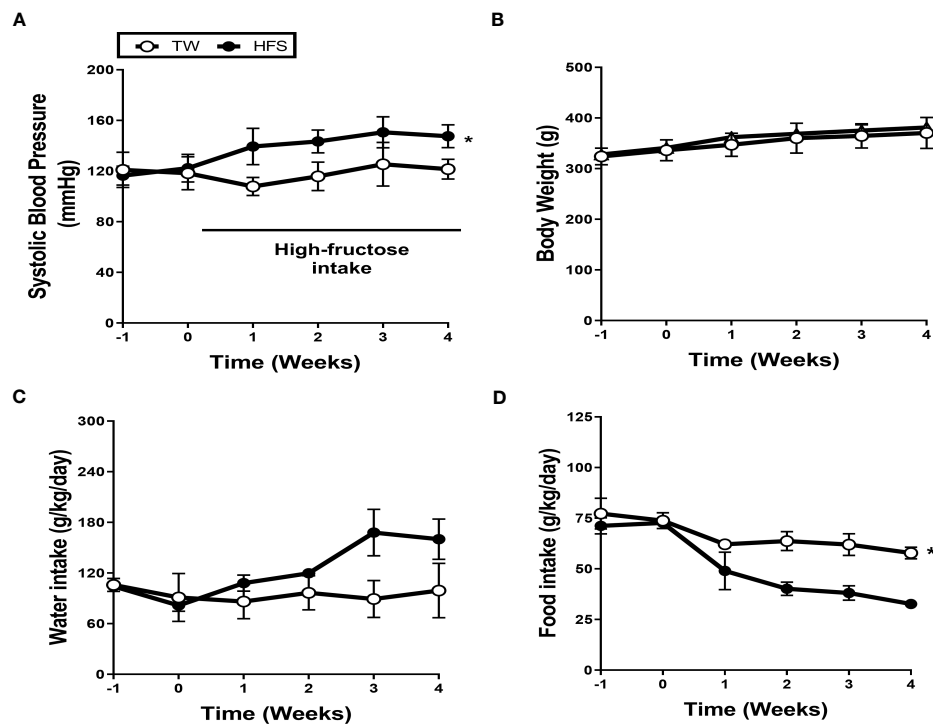 A
TW HFS
200
160
120
80
40
0
-1 0 1 2 3 4
Systolic Blood Pressure
(mmHg)
*
High-fructose
intake
Time (Weeks)
B
500
400
300
200
300
0
-1 0 1 2 3 4
Body Weight (g)
Time (Weeks)
C
300
240
180
120
60
0
-1 0 1 2 3 4
Water intake (g/kg/day)
Time (Weeks)
D
125
100
75
50
25
0
-1 0 1 2 3 4
Food intake (g/kg/day)
*
Time (Weeks)